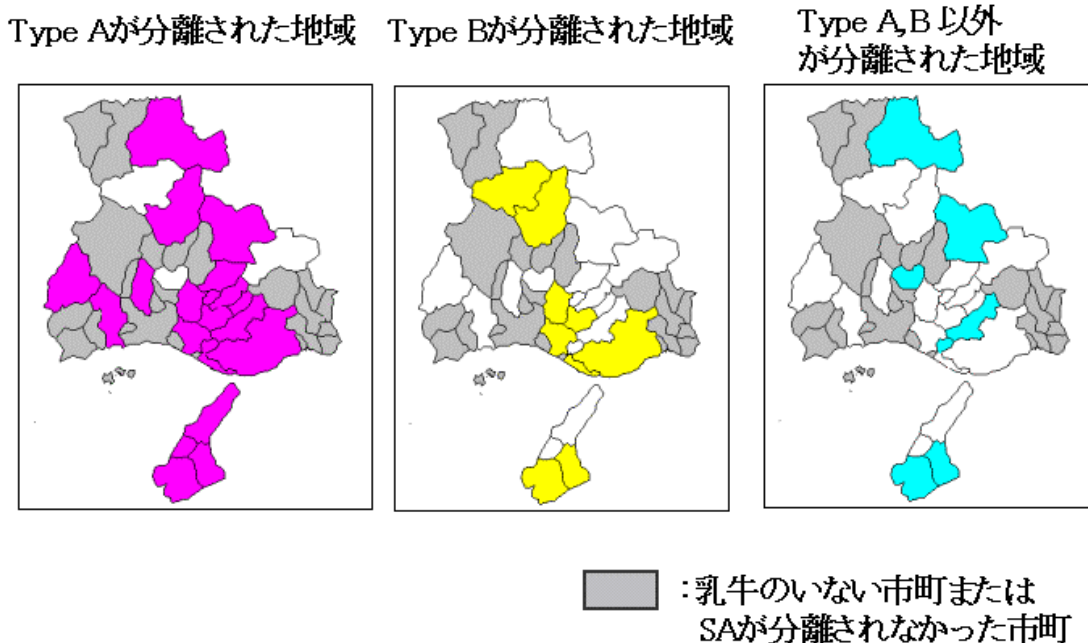 Type Aが分離された地域
Type Bが分離された地域
Type A,B 以外
が分離された地域
:乳牛のいない市町または
SAが分離されなかった市町